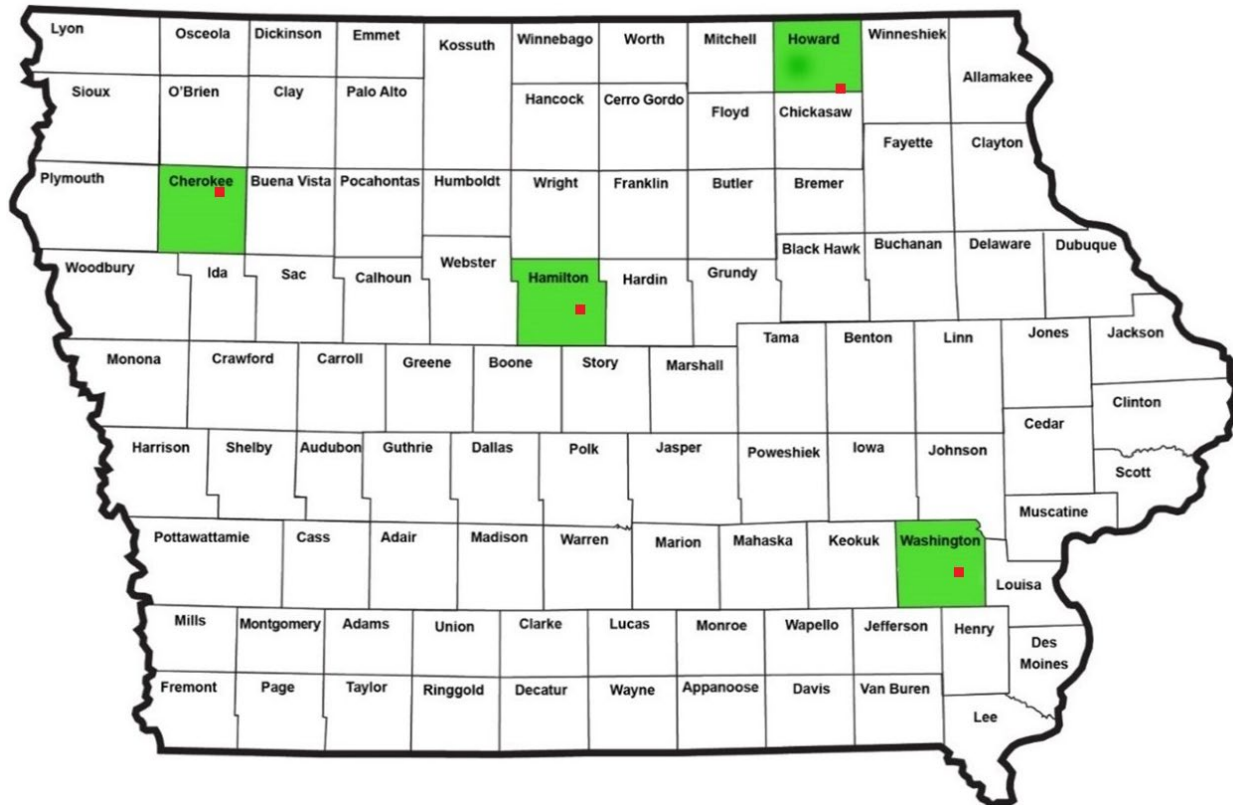 Lyon
Osceola
Dickinson
Emmet
Kossuth
Winnebago
Worth
Mitchell
Howard
Winneshiek
Allamakee
Sioux
O'Brien
Clay
Palo Alto
Hancock
Cerro Gordo
Floyd
Chickasaw
Fayette
Clayton
Plymouth
Cherokee
Buena Vista
Pocahontas
Humboldt
Wright
Franklin
Butler
Bremer
Black Hawk
Buchanan
Delaware
Dubuque
Woodbury
Ida
Sac
Calhoun
Webster
Hamilton
Hardin
Grundy
Tama
Benton
Linn
Jones
Jackson
Monona
Crawford
Carroll
Greene
Boone
Story
Marshall
Clinton
Cedar
Harrison
Shelby
Audubon
Guthrie
Dallas
Polk
Jasper
Poweshiek
Iowa
Johnson
Scott
Muscatine
Pottawattamie
Cass
Adair
Madison
Warren
Marion
Mahaska
Keokuk
Washington
Louisa
Mills
Montgomery
Adams
Union
Clarke
Lucas
Monroe
Wapello
Jefferson
Henry
Des
Moines
Fremont
Page
Taylor
Ringgold
Decatur
Wayne
Appanoose
Davis
Van Buren
Lee